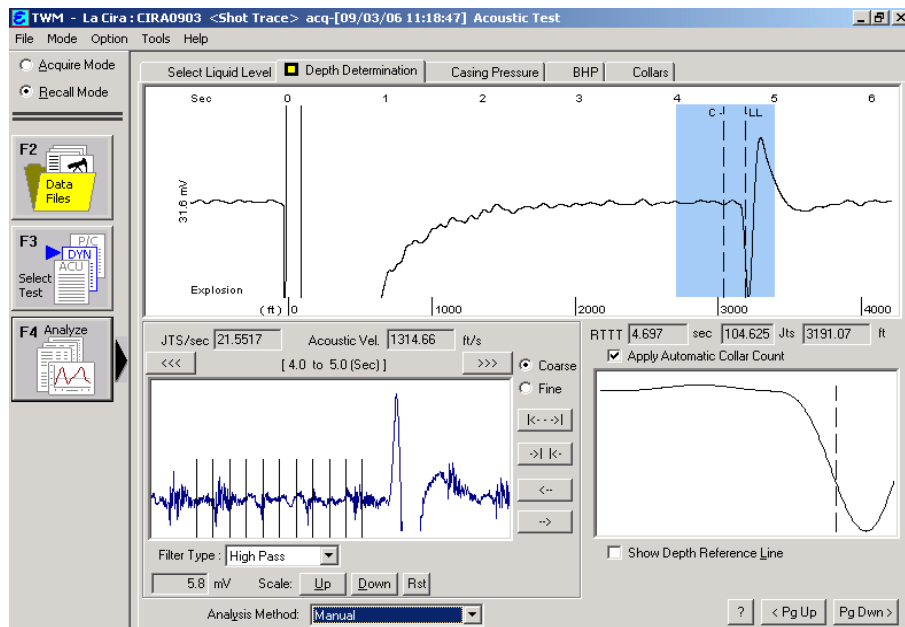 TWM - La Cira : CIRA0903 <Shot Trace> acq-[09/03/06 11:18:47] Acoustic Test
File Mode Option Tools Help
Acquire Mode
Recall Mode
F2
Data Files
F3
P/C
DYN
ACU
Select Test
F4 Analyze
Select Liquid Level
Depth Determination
Casing Pressure
BHP
Collars
Sec 0 1 2 3 4 5 6
C
LL
31.6 mV
Explosion
(ft) 0 1000 2000 3000 4000
JTS/sec 21.5517 Acoustic Vel. 1314.66 ft/s
<<< [ 4.0 to 5.0 (Sec) ] >>>
Coarse
Fine
|<--->|
->| |<-
<--
-->
Filter Type : High Pass
5.8 mV Scale: Up Down Rst
Analysis Method: Manual
RTTT 4.697 sec 104.625 Jts 3191.07 ft
Apply Automatic Collar Count
Show Depth Reference Line
? < Pg Up Pg Dwn >